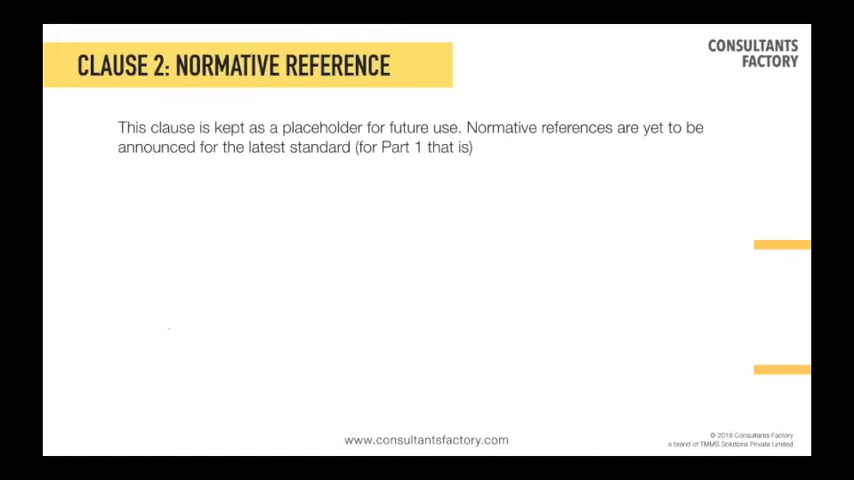 CLAUSE 2: NORMATIVE REFERENCE
CONSULTANTS
FACTORY
This clause is kept as a placeholder for future use. Normative references are yet to be
announced for the latest standard (for Part 1 that is)
www.consultantsfactory.com
© 2018 Consultants Factory
a brand of TMMS Solutions Private Limited